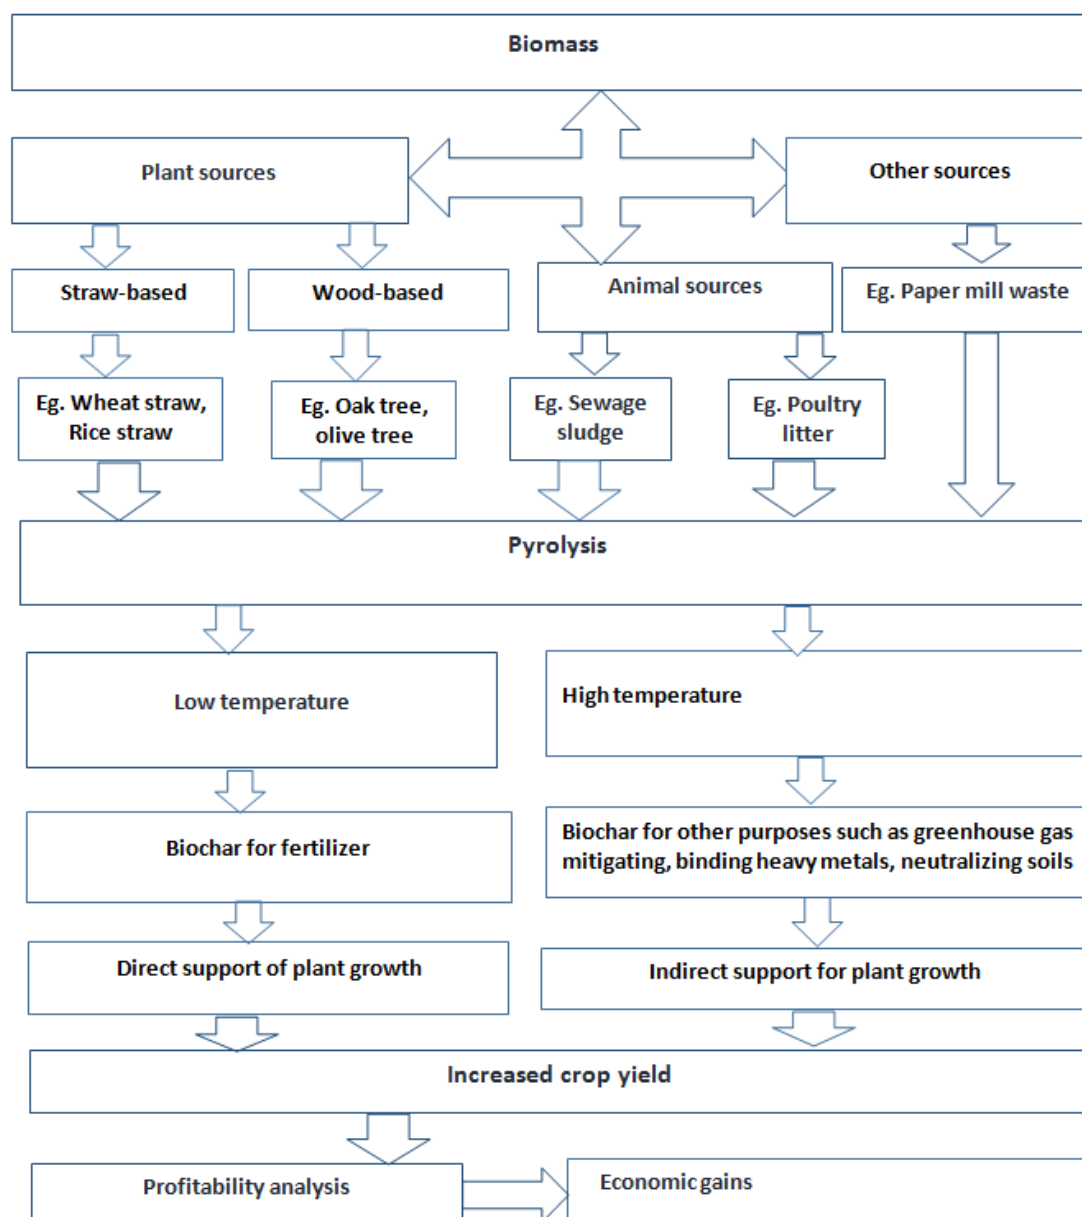 Biomass
Plant sources
Other sources
Straw-based
Wood-based
Animal sources
Eg. Paper mill waste
Eg. Wheat straw,
Rice straw
Eg. Oak tree,
olive tree
Eg. Sewage
sludge
Eg. Poultry
litter
Pyrolysis
Low temperature
High temperature
Biochar for fertilizer
Biochar for other purposes such as greenhouse gas
mitigating, binding heavy metals, neutralizing soils
Direct support of plant growth
Indirect support for plant growth
Increased crop yield
Profitability analysis
Economic gains